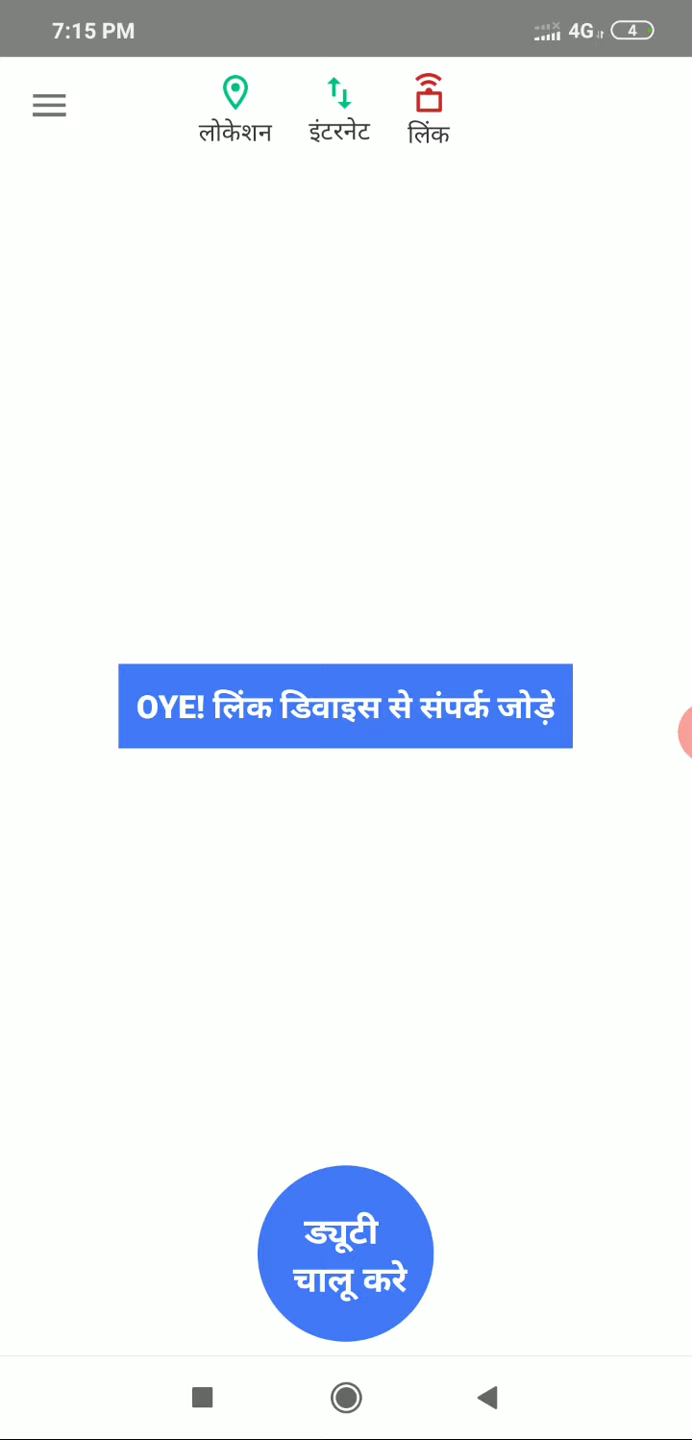 7:15 PM 4G 4
लोकेशन इंटरनेट लिंक
OYE! लिंक डिवाइस से संपर्क जोड़े
ड्यूटी
चालू करे